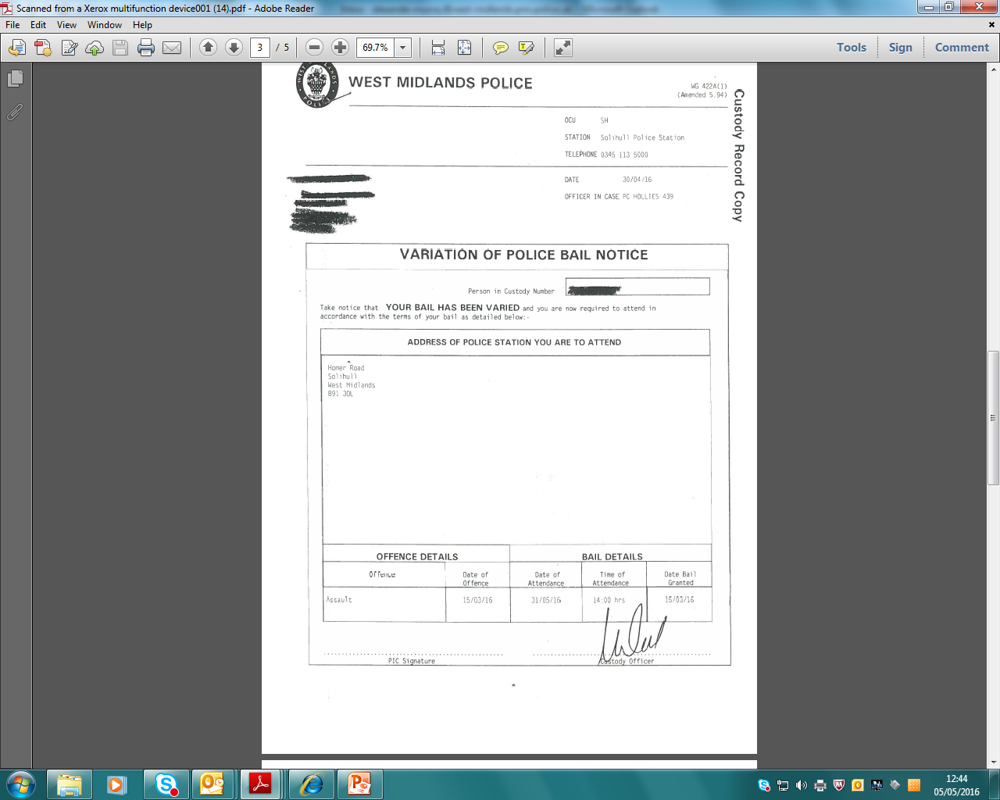 Scanned from a Xerox multifunction device001 (14).pdf - Adobe Reader
File Edit View Window Help
3 / 5 69.7% Tools Sign Comment
WEST MIDLANDS POLICE
WG 422A(1)
(Amended 5.94)
Custody Record Copy
OCU SH
STATION Solihull Police Station
TELEPHONE 0345 113 5000
DATE 30/04/16
OFFICER IN CASE PC HOLLIES 439
VARIATION OF POLICE BAIL NOTICE
Person in Custody Number
Take notice that YOUR BAIL HAS BEEN VARIED and you are now required to attend in
accordance with the terms of your bail as detailed below:-
ADDRESS OF POLICE STATION YOU ARE TO ATTEND
Homer Road
Solihull
West Midlands
B91 3QL
OFFENCE DETAILS BAIL DETAILS
Offence Date of Offence Date of Attendance Time of Attendance Date Bail Granted
Assault 15/03/16 31/05/16 14:00 hrs 15/03/16
PIC Signature Custody Officer
12:44
05/05/2016